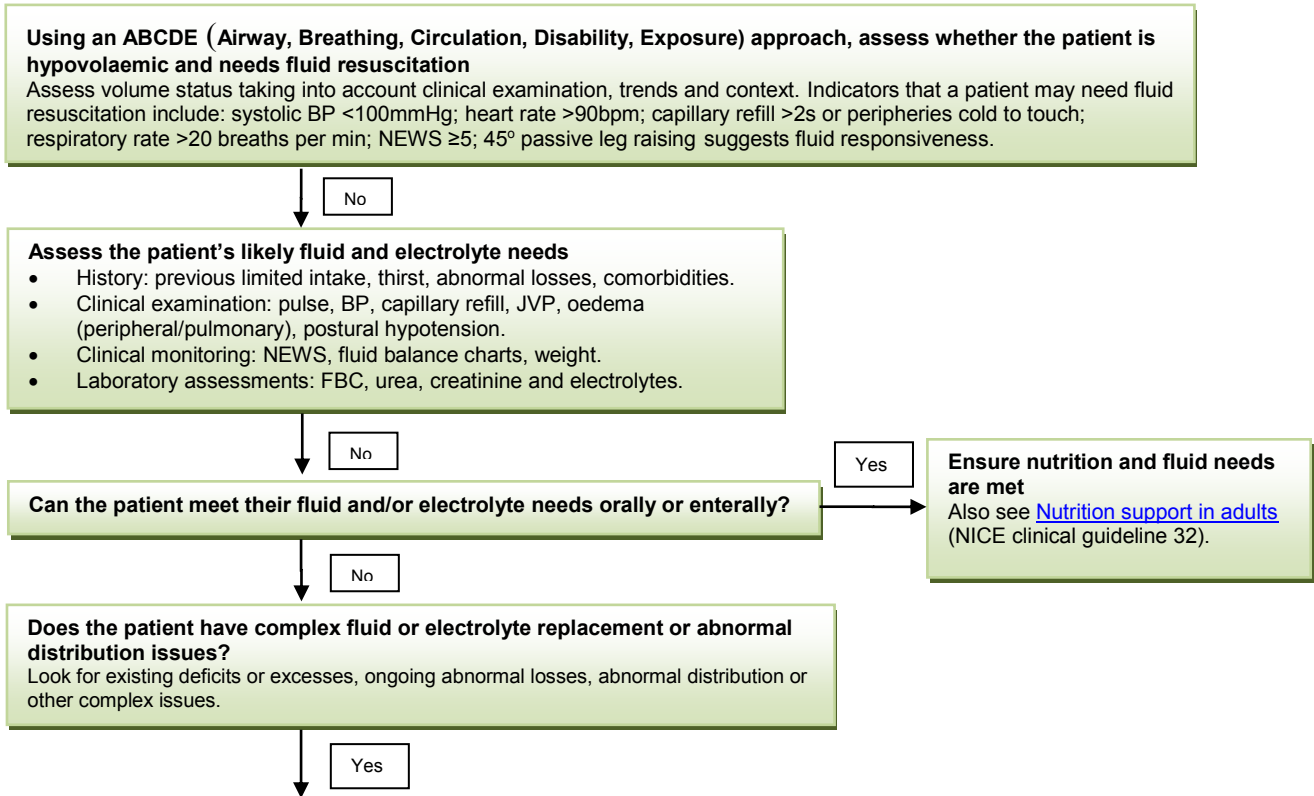 Using an ABCDE (Airway, Breathing, Circulation, Disability, Exposure) approach, assess whether the patient is
hypovolaemic and needs fluid resuscitation
Assess volume status taking into account clinical examination, trends and context. Indicators that a patient may need fluid
resuscitation include: systolic BP <100mmHg; heart rate >90bpm; capillary refill >2s or peripheries cold to touch;
respiratory rate >20 breaths per min; NEWS ≥5; 45º passive leg raising suggests fluid responsiveness.
No
Assess the patient's likely fluid and electrolyte needs
• History: previous limited intake, thirst, abnormal losses, comorbidities.
• Clinical examination: pulse, BP, capillary refill, JVP, oedema
(peripheral/pulmonary), postural hypotension.
• Clinical monitoring: NEWS, fluid balance charts, weight.
• Laboratory assessments: FBC, urea, creatinine and electrolytes.
No
Can the patient meet their fluid and/or electrolyte needs orally or enterally?
Yes
Ensure nutrition and fluid needs
are met
Also see Nutrition support in adults
(NICE clinical guideline 32).
No
Does the patient have complex fluid or electrolyte replacement or abnormal
distribution issues?
Look for existing deficits or excesses, ongoing abnormal losses, abnormal distribution or
other complex issues.
Yes